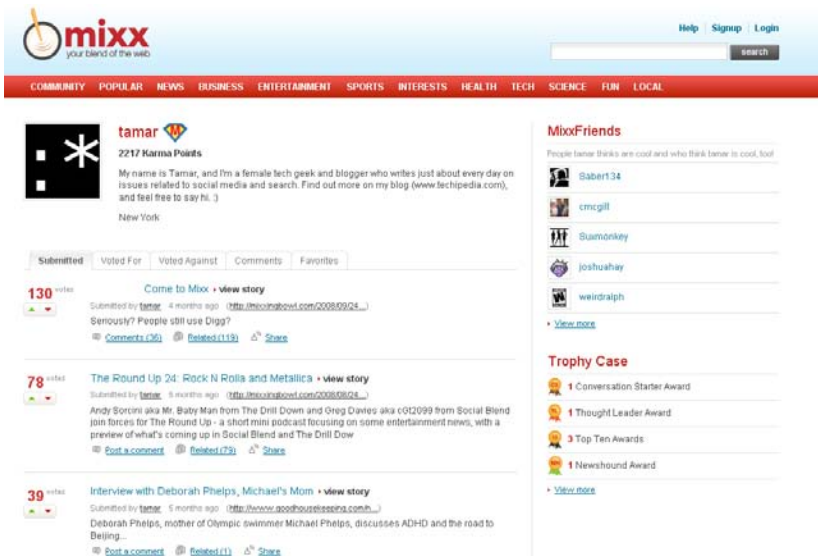 mixx
your blend of the web
Help Signup Login
search
COMMUNITY POPULAR NEWS BUSINESS ENTERTAINMENT SPORTS INTERESTS HEALTH TECH SCIENCE FUN LOCAL
tamar M
2217 Karma Points
My name is Tamar, and I'm a female tech geek and blogger who writes just about every day on
issues related to social media and search. Find out more on my blog (www.techipedia.com),
and feel free to say hi. :)
New York
Submitted Voted For Voted Against Comments Favorites
130 votes
Come to Mixx • view story
Submitted by tamar 4 months ago (http://mixxingbowl.com/2008/09/24...)
Seriously? People still use Digg?
Comments (36) Related (119) Share
78 votes
The Round Up 24: Rock N Rolla and Metallica • view story
Submitted by tamar 5 months ago (http://mixxingbowl.com/2008/08/24...)
Andy Sorcini aka Mr. Baby Man from The Drill Down and Greg Davies aka cGt2099 from Social Blend
join forces for The Round Up - a short mini podcast focusing on some entertainment news, with a
preview of what's coming up in Social Blend and The Drill Dow
Post a comment Related (79) Share
39 votes
Interview with Deborah Phelps, Michael's Mom • view story
Submitted by tamar 5 months ago (http://www.goodhousekeeping.com/h...)
Deborah Phelps, mother of Olympic swimmer Michael Phelps, discusses ADHD and the road to
Beijing...
Post a comment Related (1) Share
MixxFriends
People tamar thinks are cool and who think tamar is cool, too!
Saber134
cmcgill
Suxmonkey
joshuahay
weirdralph
View more
Trophy Case
1 Conversation Starter Award
1 Thought Leader Award
3 Top Ten Awards
1 Newshound Award
View more